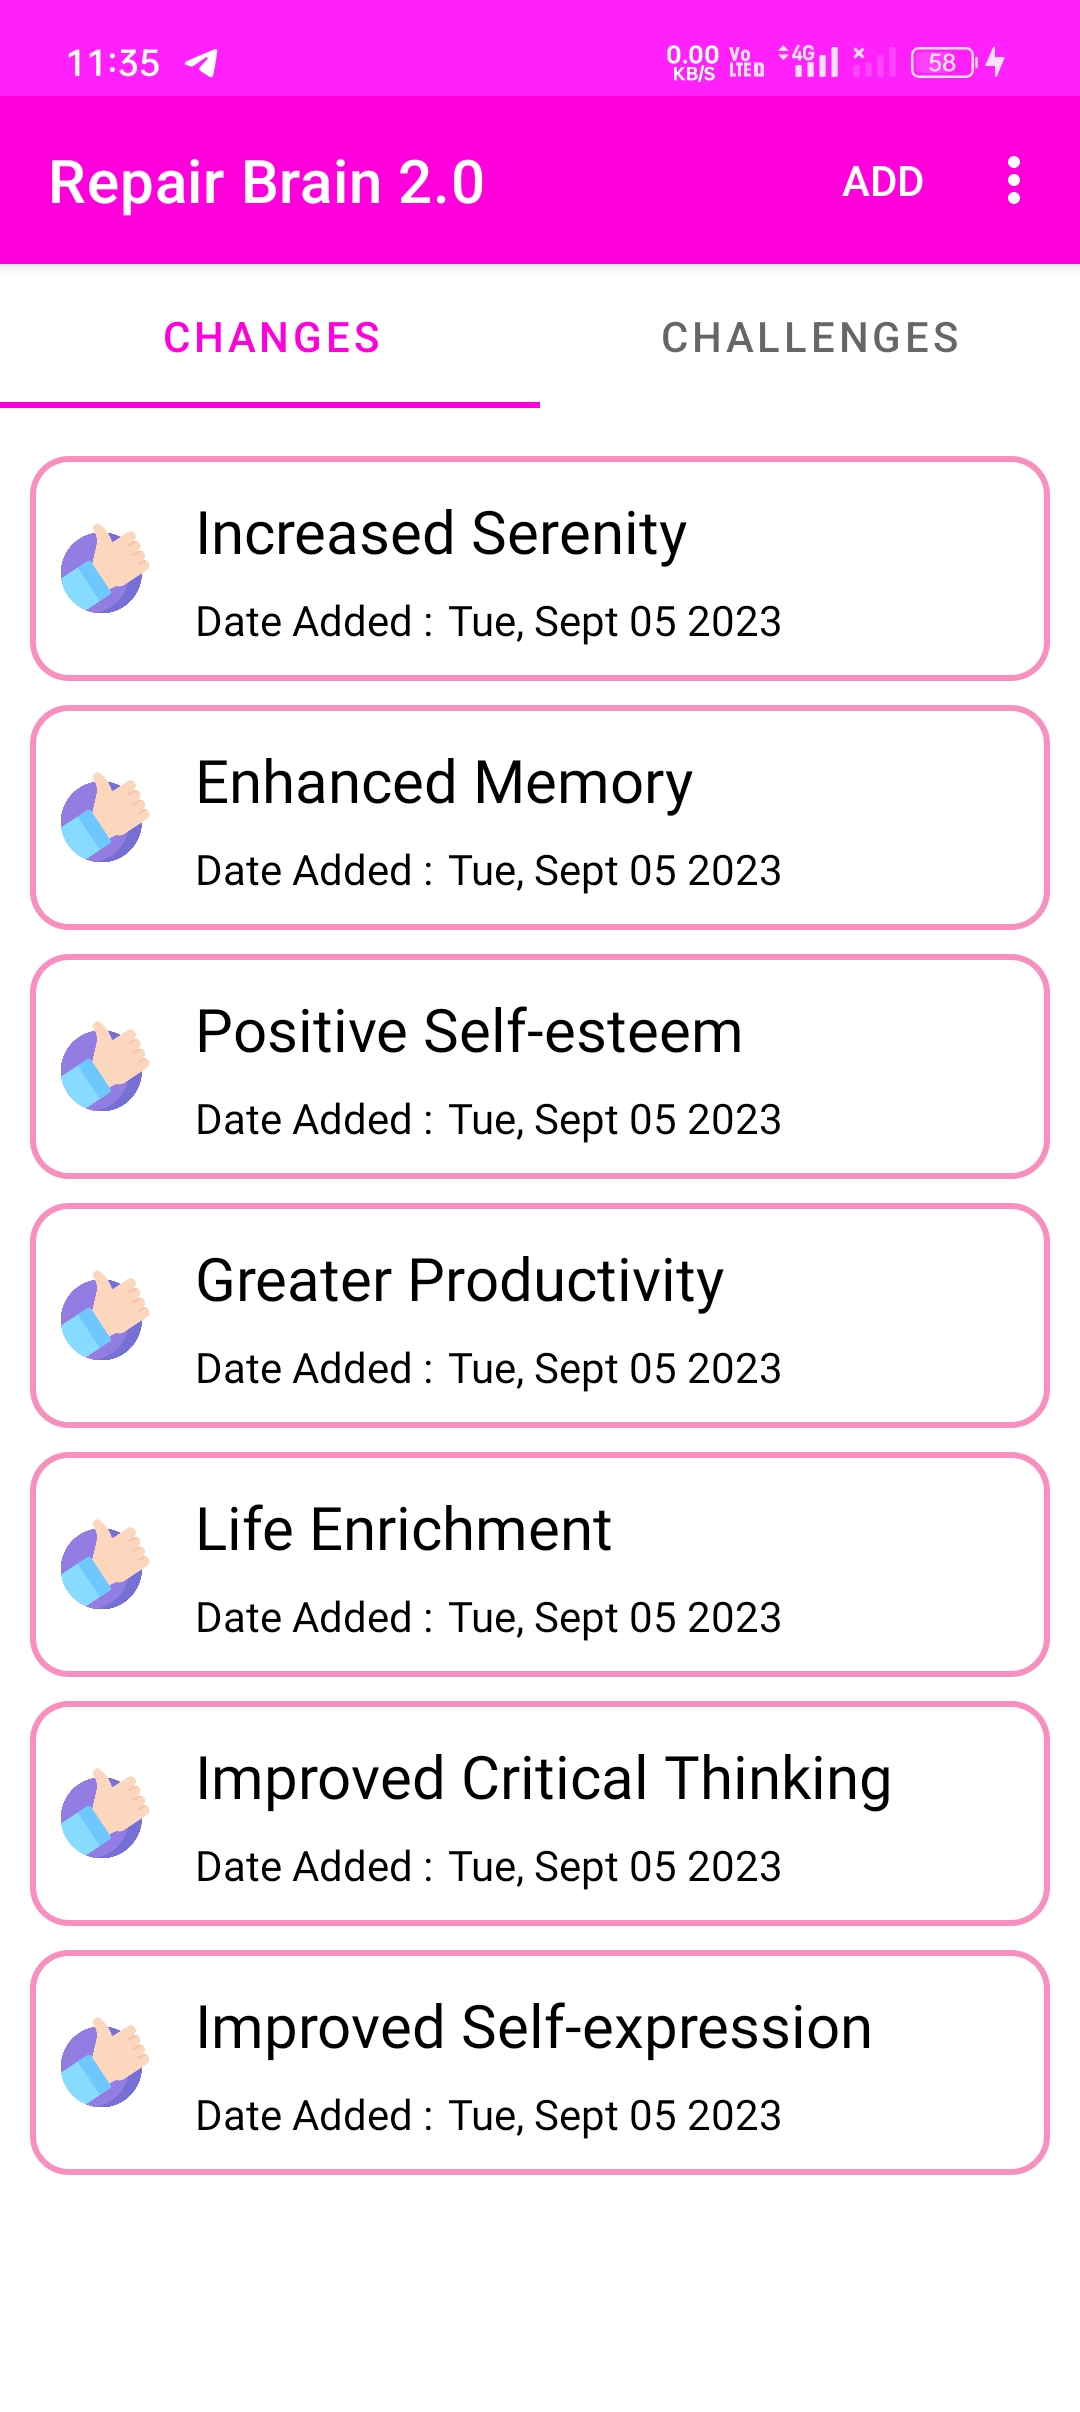 11:35
0.00 KB/S Vo LTE D 4G 58
Repair Brain 2.0
ADD
CHANGES
CHALLENGES
Increased Serenity
Date Added : Tue, Sept 05 2023
Enhanced Memory
Date Added : Tue, Sept 05 2023
Positive Self-esteem
Date Added : Tue, Sept 05 2023
Greater Productivity
Date Added : Tue, Sept 05 2023
Life Enrichment
Date Added : Tue, Sept 05 2023
Improved Critical Thinking
Date Added : Tue, Sept 05 2023
Improved Self-expression
Date Added : Tue, Sept 05 2023